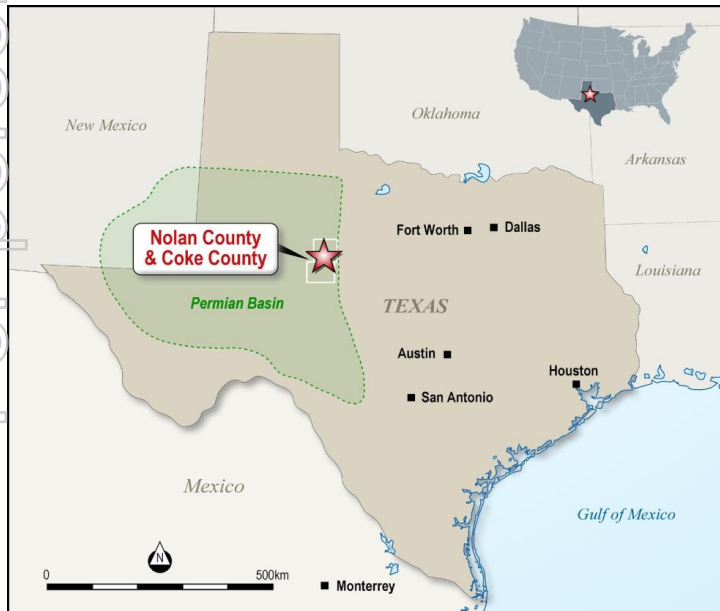 New Mexico
Oklahoma
Arkansas
Nolan County
& Coke County
Fort Worth
Dallas
Louisiana
Permian Basin
TEXAS
Austin
Houston
San Antonio
Mexico
Gulf of Mexico
N
0
500km
Monterrey